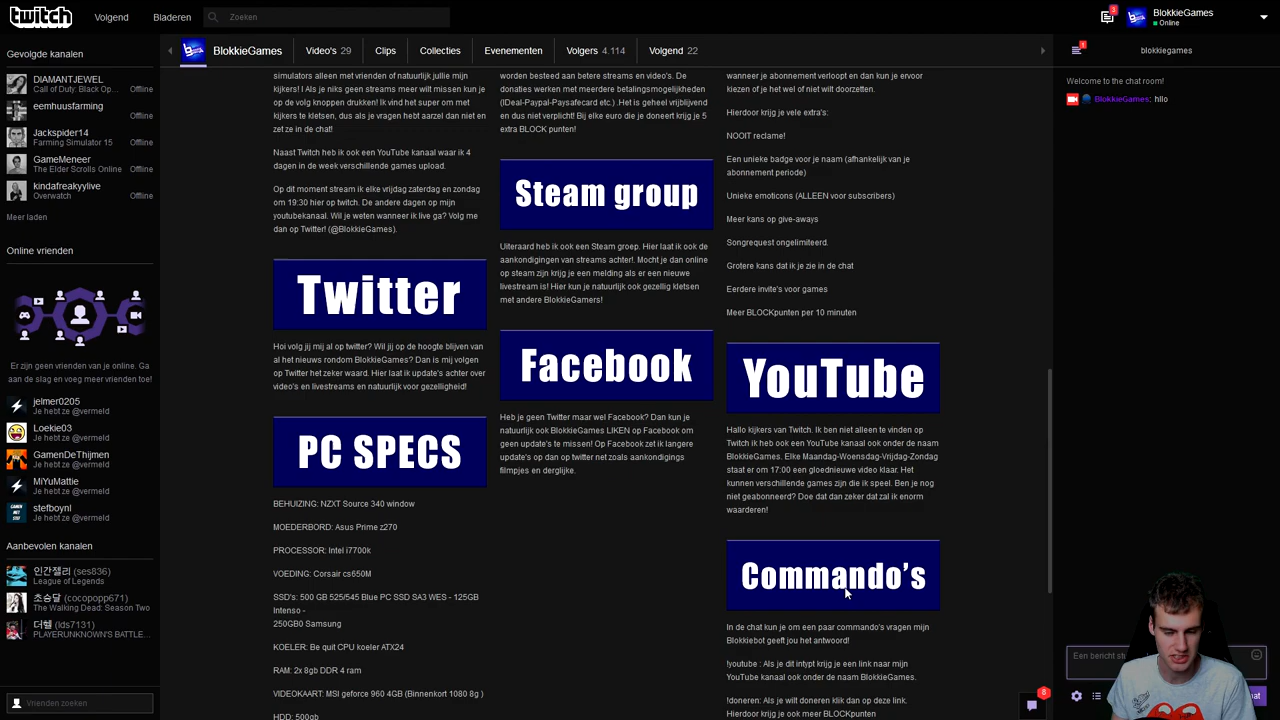 twitch
Volgend
Bladeren
Zoeken
3
BlokkieGames
Online
Gevolgde kanalen
DIAMANTJEWEL
Call of Duty: Black Op...
Offline
eemhuusfarming
Offline
Jackspider14
Farming Simulator 15
Offline
GameMeneer
The Elder Scrolls Online
Offline
kindafreakyylive
Overwatch
Offline
Meer laden
Online vrienden
Er zijn geen vrienden van je online. Ga
aan de slag en voeg meer vrienden toe!
jelmer0205
Je hebt ze @vermeld
Loekie03
Je hebt ze @vermeld
GamenDeThijmen
Je hebt ze @vermeld
MiYuMattie
Je hebt ze @vermeld
stefboynl
Je hebt ze @vermeld
Aanbevolen kanalen
인간젤리 (ses836)
League of Legends
초승달 (cocopopp671)
The Walking Dead: Season Two
더헬 (lds7131)
PLAYERUNKNOWN'S BATTLE...
Vrienden zoeken
BlokkieGames
Video's 29
Clips
Collecties
Evenementen
Volgers 4.114
Volgend 22
simulators alleen met vrienden of natuurlijk jullie mijn
kijkers! I Als je niks geen streams meer wilt missen kun je
op de volg knoppen drukken! Ik vind het super om met
kijkers te kletsen, dus als je vragen hebt aarzel dan niet en
zet ze in de chat!
Naast Twitch heb ik ook een YouTube kanaal waar ik 4
dagen in de week verschillende games upload.
Op dit moment stream ik elke vrijdag zaterdag en zondag
om 19:30 hier op twitch. De andere dagen op mijn
youtubekanaal. Wil je weten wanneer ik live ga? Volg me
dan op Twitter! (@BlokkieGames).
Twitter
Hoi volg jij mij al op twitter? Wil jij op de hoogte blijven van
al het nieuws rondom BlokkieGames? Dan is mij volgen
op Twitter het zeker waard. Hier laat ik update's achter over
video's en livestreams en natuurlijk voor gezelligheid!
PC SPECS
BEHUIZING: NZXT Source 340 window
MOEDERBORD: Asus Prime z270
PROCESSOR: Intel i7700k
VOEDING: Corsair cs650M
SSD's: 500 GB 525/545 Blue PC SSD SA3 WES - 125GB
Intenso -
250GB0 Samsung
KOELER: Be quit CPU koeler ATX24
RAM: 2x 8gb DDR 4 ram
VIDEOKAART: MSI geforce 960 4GB (Binnenkort 1080 8g )
HDD: 500gb
worden besteed aan betere streams en video's. De
donaties werken met meerdere betalingsmogelijkheden
(IDeal-Paypal-Paysafecard etc.) .Het is geheel vrijblijvend
en dus niet verplicht! Bij elke euro die je doneert krijg je 5
extra BLOCK punten!
Steam group
Uiteraard heb ik ook een Steam groep. Hier laat ik ook de
aankondigingen van streams achter!. Mocht je dan online
op steam zijn krijg je een melding als er een nieuwe
livestream is! Hier kun je natuurlijk ook gezellig kletsen
met andere BlokkieGamers!
Facebook
Heb je geen Twitter maar wel Facebook? Dan kun je
natuurlijk ook BlokkieGames LIKEN op Facebook om
geen update's te missen! Op Facebook zet ik langere
update's op dan op twitter net zoals aankondigings
filmpjes en derglijke.
wanneer je abonnement verloopt en dan kun je ervoor
kiezen of je het wel of niet wilt doorzetten.
Hierdoor krijg je vele extra's:
NOOIT reclame!
Een unieke badge voor je naam (afhankelijk van je
abonnement periode)
Unieke emoticons (ALLEEN voor subscribers)
Meer kans op give-aways
Songrequest ongelimiteerd.
Grotere kans dat ik je zie in de chat
Eerdere invite's voor games
Meer BLOCKpunten per 10 minuten
YouTube
Hallo kijkers van Twitch. Ik ben niet alleen te vinden op
Twitch ik heb ook een YouTube kanaal ook onder de naam
BlokkieGames. Elke Maandag-Woensdag-Vrijdag-Zondag
staat er om 17:00 een gloednieuwe video klaar. Het
kunnen verschillende games zijn die ik speel. Ben je nog
niet geabonneerd? Doe dat dan zeker dat zal ik enorm
waarderen!
Commando's
In de chat kun je om een paar commando's vragen mijn
Blokkiebot geeft jou het antwoord!
!youtube : Als je dit intypt krijg je een link naar mijn
YouTube kanaal ook onder de naam BlokkieGames.
!doneren: Als je wilt doneren klik dan op deze link.
Hierdoor krijg je ook meer BLOCKpunten
1
blokkiegames
Welcome to the chat room!
BlokkieGames: hllo
Een bericht
8